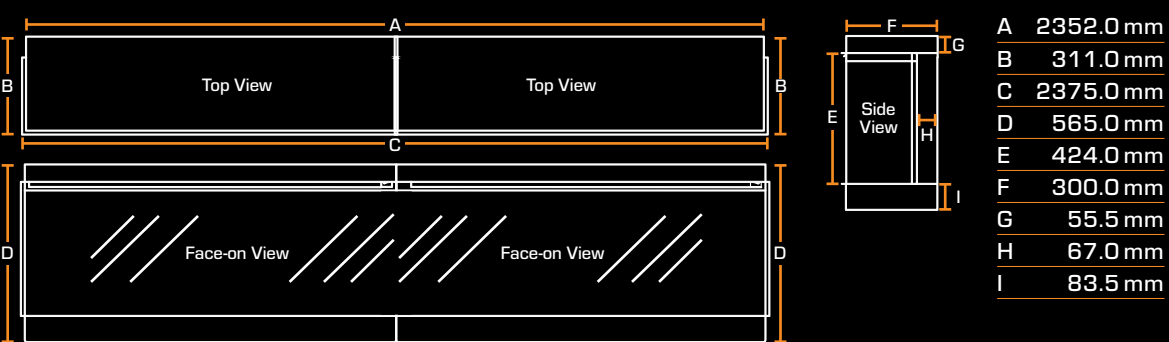 A
B
Top View
Top View
B
C
D
Face-on View
Face-on View
D
F
G
E
Side
View
H
I
A 2352.0 mm
B 311.0 mm
C 2375.0 mm
D 565.0 mm
E 424.0 mm
F 300.0 mm
G 55.5 mm
H 67.0 mm
I 83.5 mm